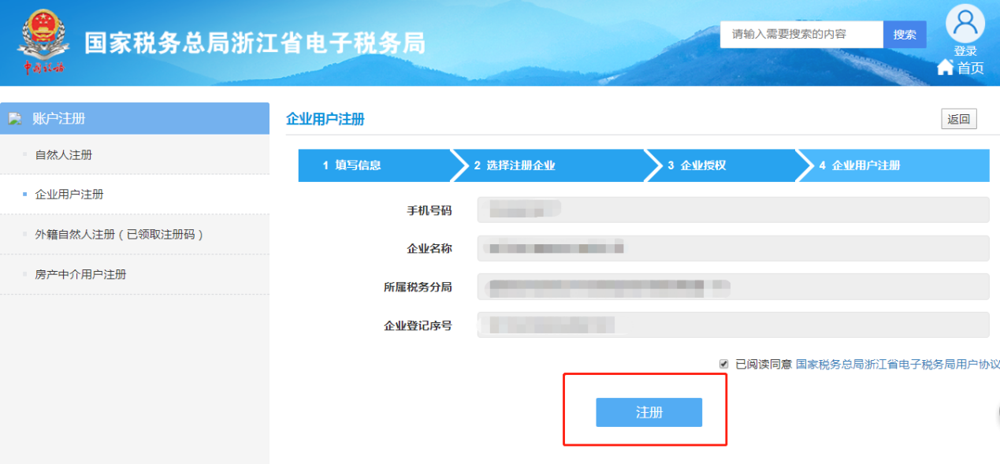 国家税务总局浙江省电子税务局
请输入需要搜索的内容
搜索
登录
首页
账户注册
自然人注册
企业用户注册
外籍自然人注册（已领取注册码）
房产中介用户注册
企业用户注册
返回
1 填写信息
2 选择注册企业
3 企业授权
4 企业用户注册
手机号码
企业名称
所属税务分局
企业登记序号
已阅读同意 国家税务总局浙江省电子税务局用户协议
注册